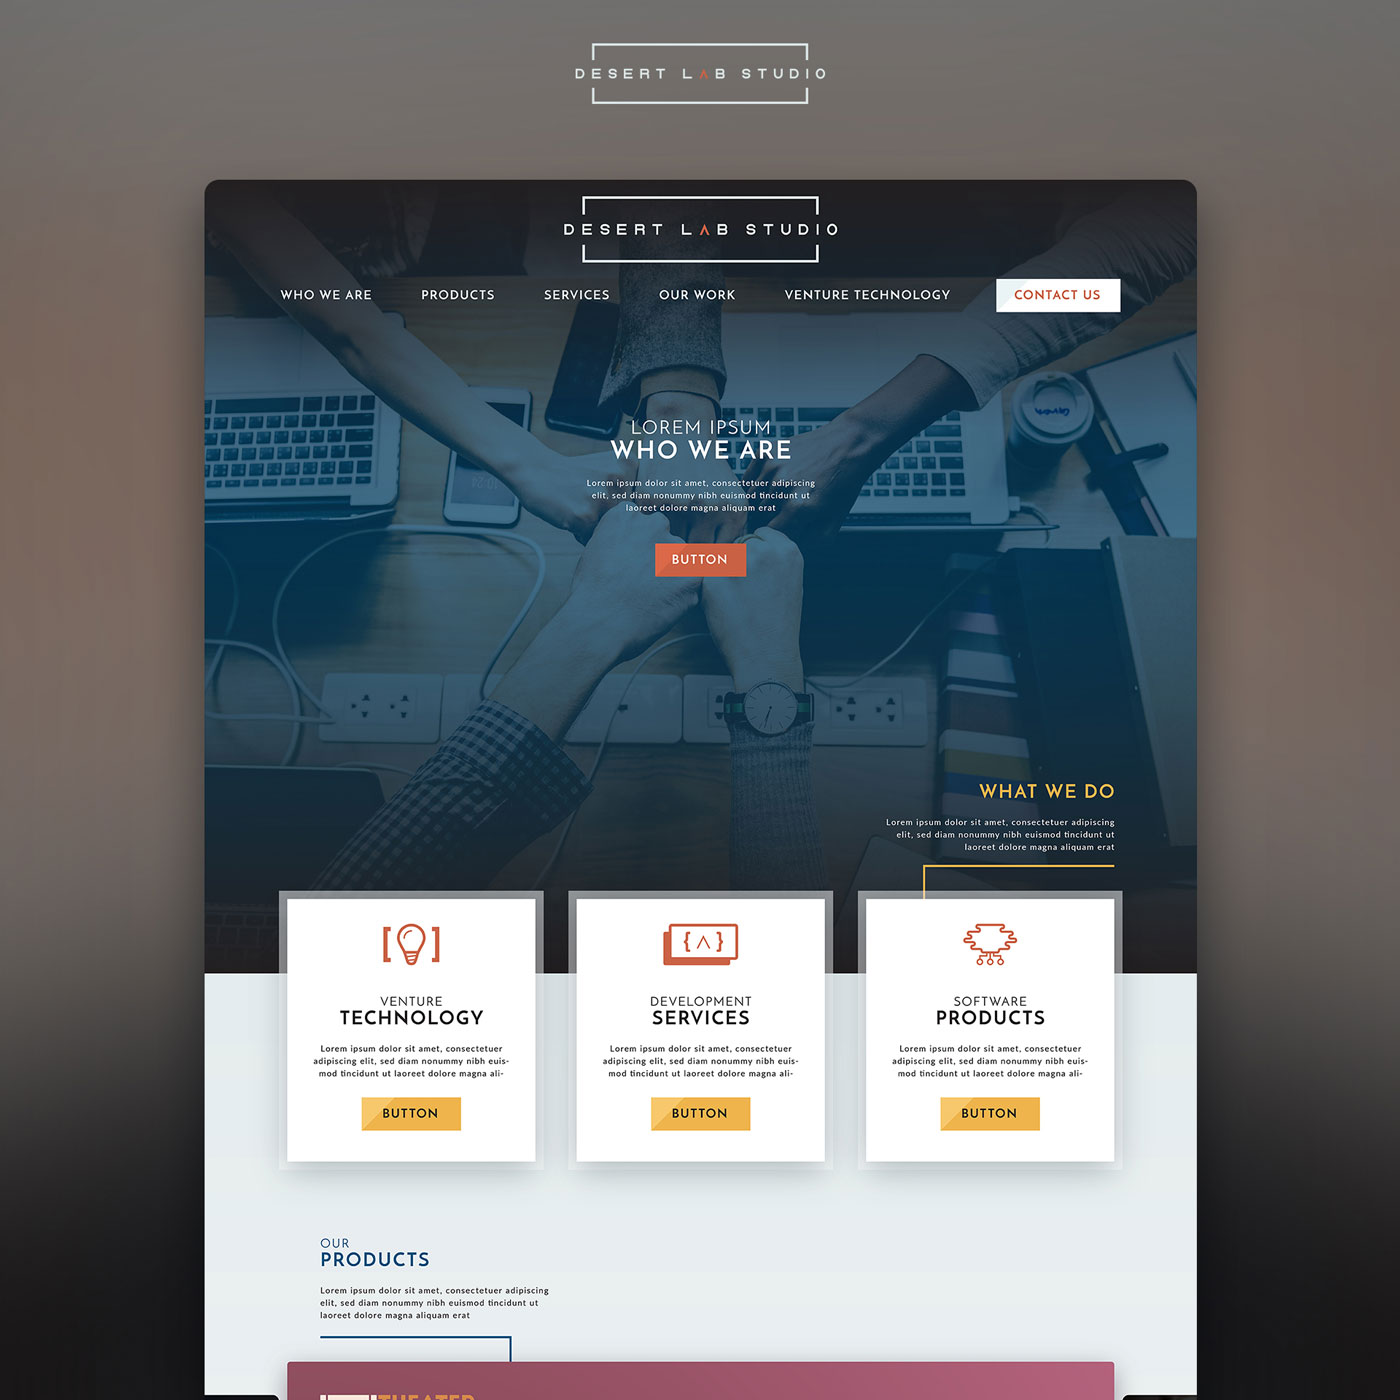 DESERT LAB STUDIO
DESERT LAB STUDIO
WHO WE ARE PRODUCTS SERVICES OUR WORK VENTURE TECHNOLOGY CONTACT US
LOREM IPSUM
WHO WE ARE
Lorem ipsum dolor sit amet, consectetuer adipiscing
elit, sed diam nonummy nibh euismod tincidunt ut
laoreet dolore magna aliquam erat
BUTTON
WHAT WE DO
Lorem ipsum dolor sit amet, consectetuer adipiscing
elit, sed diam nonummy nibh euismod tincidunt ut
laoreet dolore magna aliquam erat
VENTURE
TECHNOLOGY
Lorem ipsum dolor sit amet, consectetuer
adipiscing elit, sed diam nonummy nibh euis-
mod tincidunt ut laoreet dolore magna ali-
BUTTON
DEVELOPMENT
SERVICES
Lorem ipsum dolor sit amet, consectetuer
adipiscing elit, sed diam nonummy nibh euis-
mod tincidunt ut laoreet dolore magna ali-
BUTTON
SOFTWARE
PRODUCTS
Lorem ipsum dolor sit amet, consectetuer
adipiscing elit, sed diam nonummy nibh euis-
mod tincidunt ut laoreet dolore magna ali-
BUTTON
OUR
PRODUCTS
Lorem ipsum dolor sit amet, consectetuer adipiscing
elit, sed diam nonummy nibh euismod tincidunt ut
laoreet dolore magna aliquam erat
THEATER